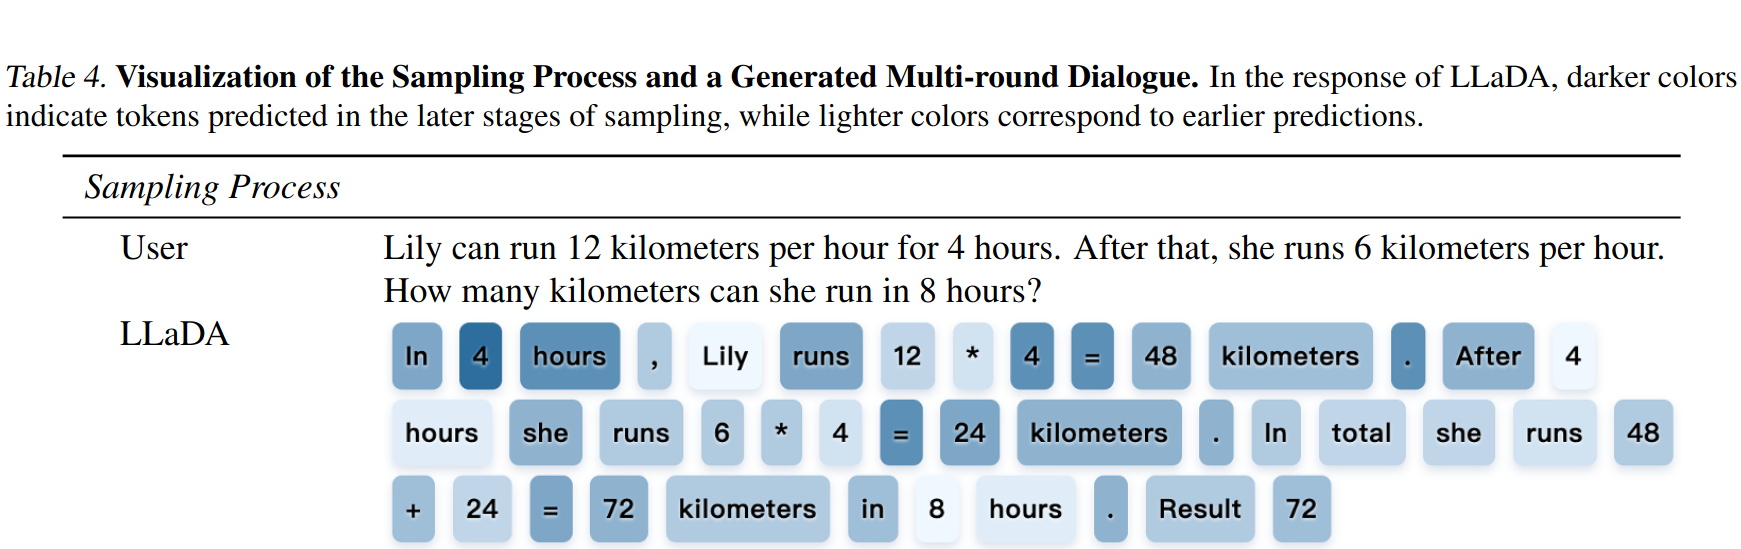 Table 4. Visualization of the Sampling Process and a Generated Multi-round Dialogue. In the response of LLaDA, darker colors
indicate tokens predicted in the later stages of sampling, while lighter colors correspond to earlier predictions.
Sampling Process
User Lily can run 12 kilometers per hour for 4 hours. After that, she runs 6 kilometers per hour.
How many kilometers can she run in 8 hours?
LLaDA In 4 hours , Lily runs 12 * 4 = 48 kilometers . After 4
hours she runs 6 * 4 = 24 kilometers . In total she runs 48
+ 24 = 72 kilometers in 8 hours . Result 72